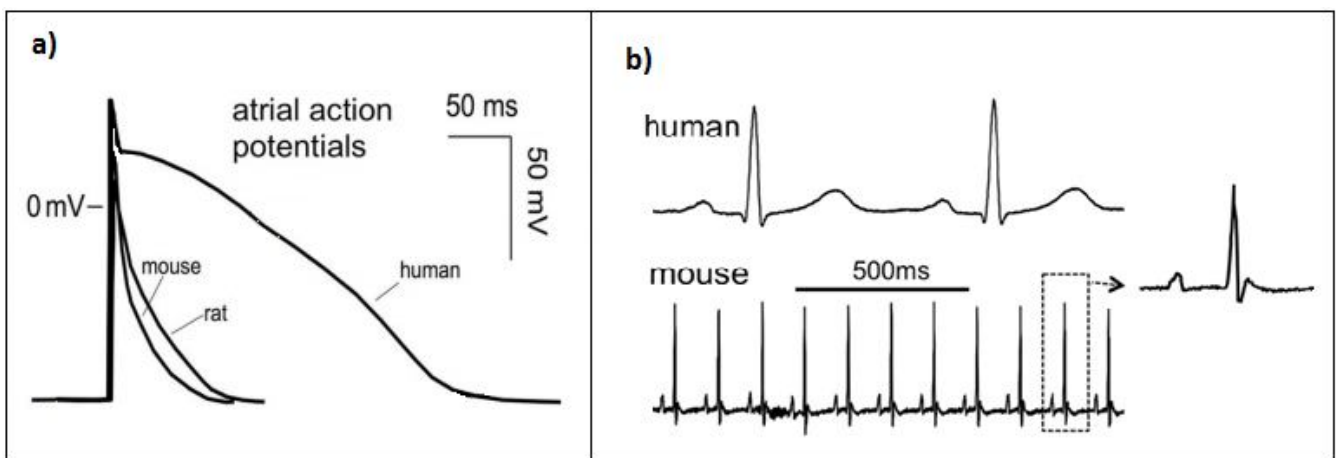 a)
atrial action
potentials
50 ms
50 mV
0 mV
mouse
rat
human
b)
human
mouse
500ms